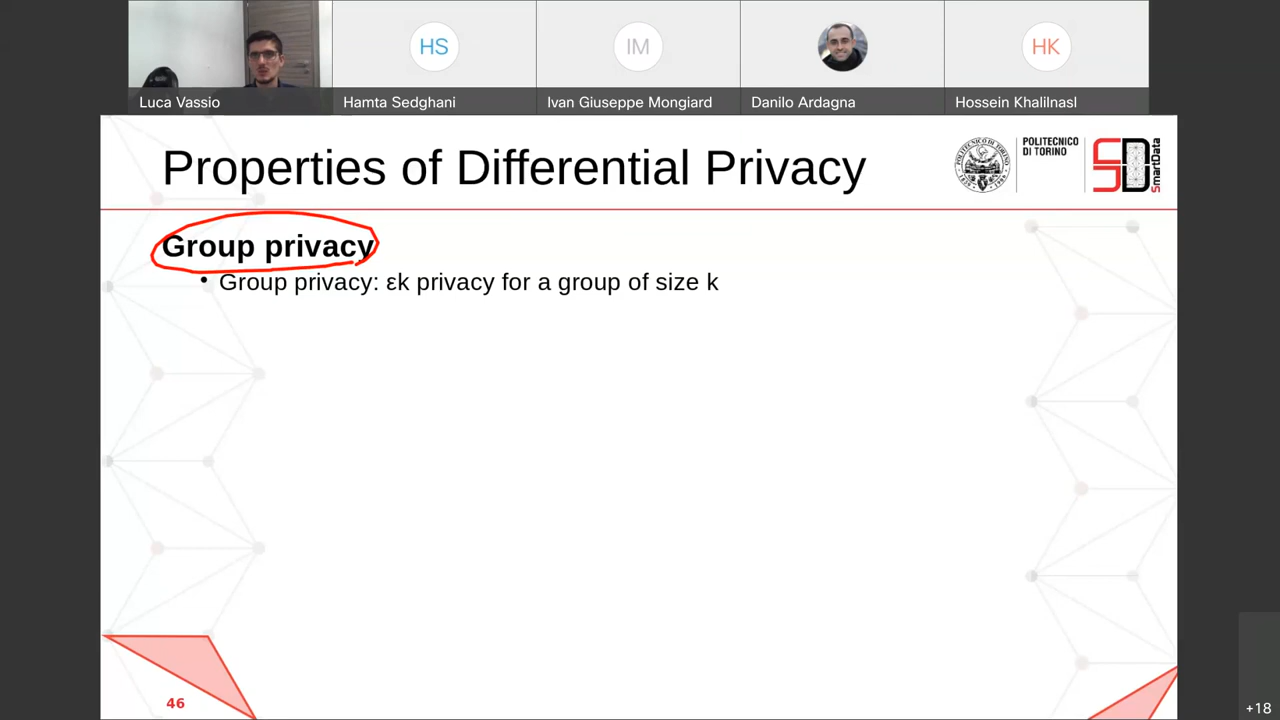 HS
IM
HK
Luca Vassio
Hamta Sedghani
Ivan Giuseppe Mongiard
Danilo Ardagna
Hossein Khalilnasl
Properties of Differential Privacy
POLITECNICO
DI TORINO
SD
SmartData
Group privacy
• Group privacy: εk privacy for a group of size k
46
+18